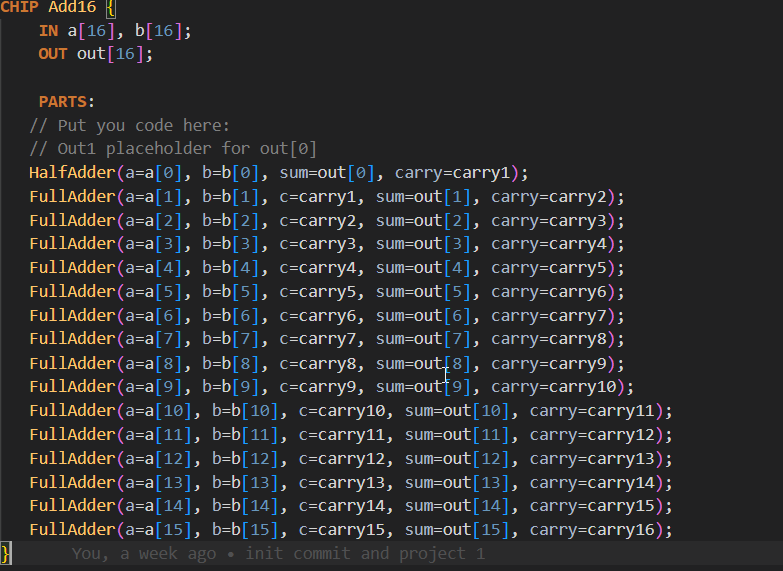 CHIP Add16 {
IN a[16], b[16];
OUT out[16];
PARTS:
// Put you code here:
// Out1 placeholder for out[0]
HalfAdder(a=a[0], b=b[0], sum=out[0], carry=carry1);
FullAdder(a=a[1], b=b[1], c=carry1, sum=out[1], carry=carry2);
FullAdder(a=a[2], b=b[2], c=carry2, sum=out[2], carry=carry3);
FullAdder(a=a[3], b=b[3], c=carry3, sum=out[3], carry=carry4);
FullAdder(a=a[4], b=b[4], c=carry4, sum=out[4], carry=carry5);
FullAdder(a=a[5], b=b[5], c=carry5, sum=out[5], carry=carry6);
FullAdder(a=a[6], b=b[6], c=carry6, sum=out[6], carry=carry7);
FullAdder(a=a[7], b=b[7], c=carry7, sum=out[7], carry=carry8);
FullAdder(a=a[8], b=b[8], c=carry8, sum=out[8], carry=carry9);
FullAdder(a=a[9], b=b[9], c=carry9, sum=out[9], carry=carry10);
FullAdder(a=a[10], b=b[10], c=carry10, sum=out[10], carry=carry11);
FullAdder(a=a[11], b=b[11], c=carry11, sum=out[11], carry=carry12);
FullAdder(a=a[12], b=b[12], c=carry12, sum=out[12], carry=carry13);
FullAdder(a=a[13], b=b[13], c=carry13, sum=out[13], carry=carry14);
FullAdder(a=a[14], b=b[14], c=carry14, sum=out[14], carry=carry15);
FullAdder(a=a[15], b=b[15], c=carry15, sum=out[15], carry=carry16);
} You, a week ago • init commit and project 1